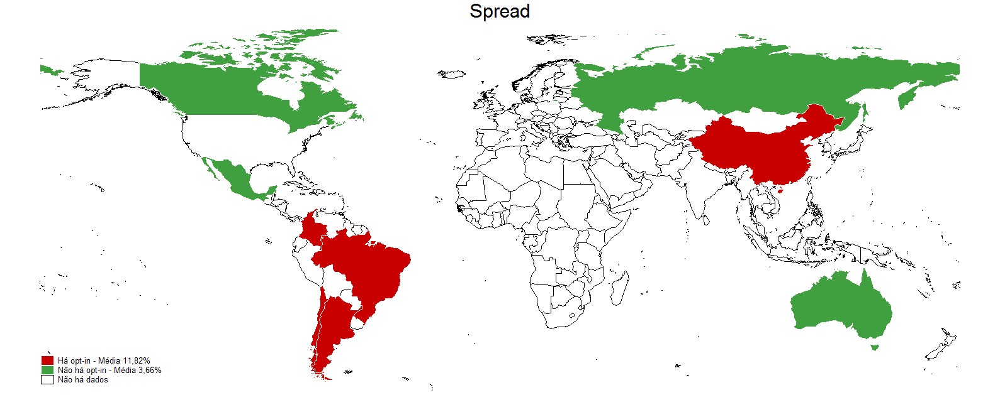 Spread
Há opt-in - Média 11,82%
Não há opt-in - Média 3,66%
Não há dados